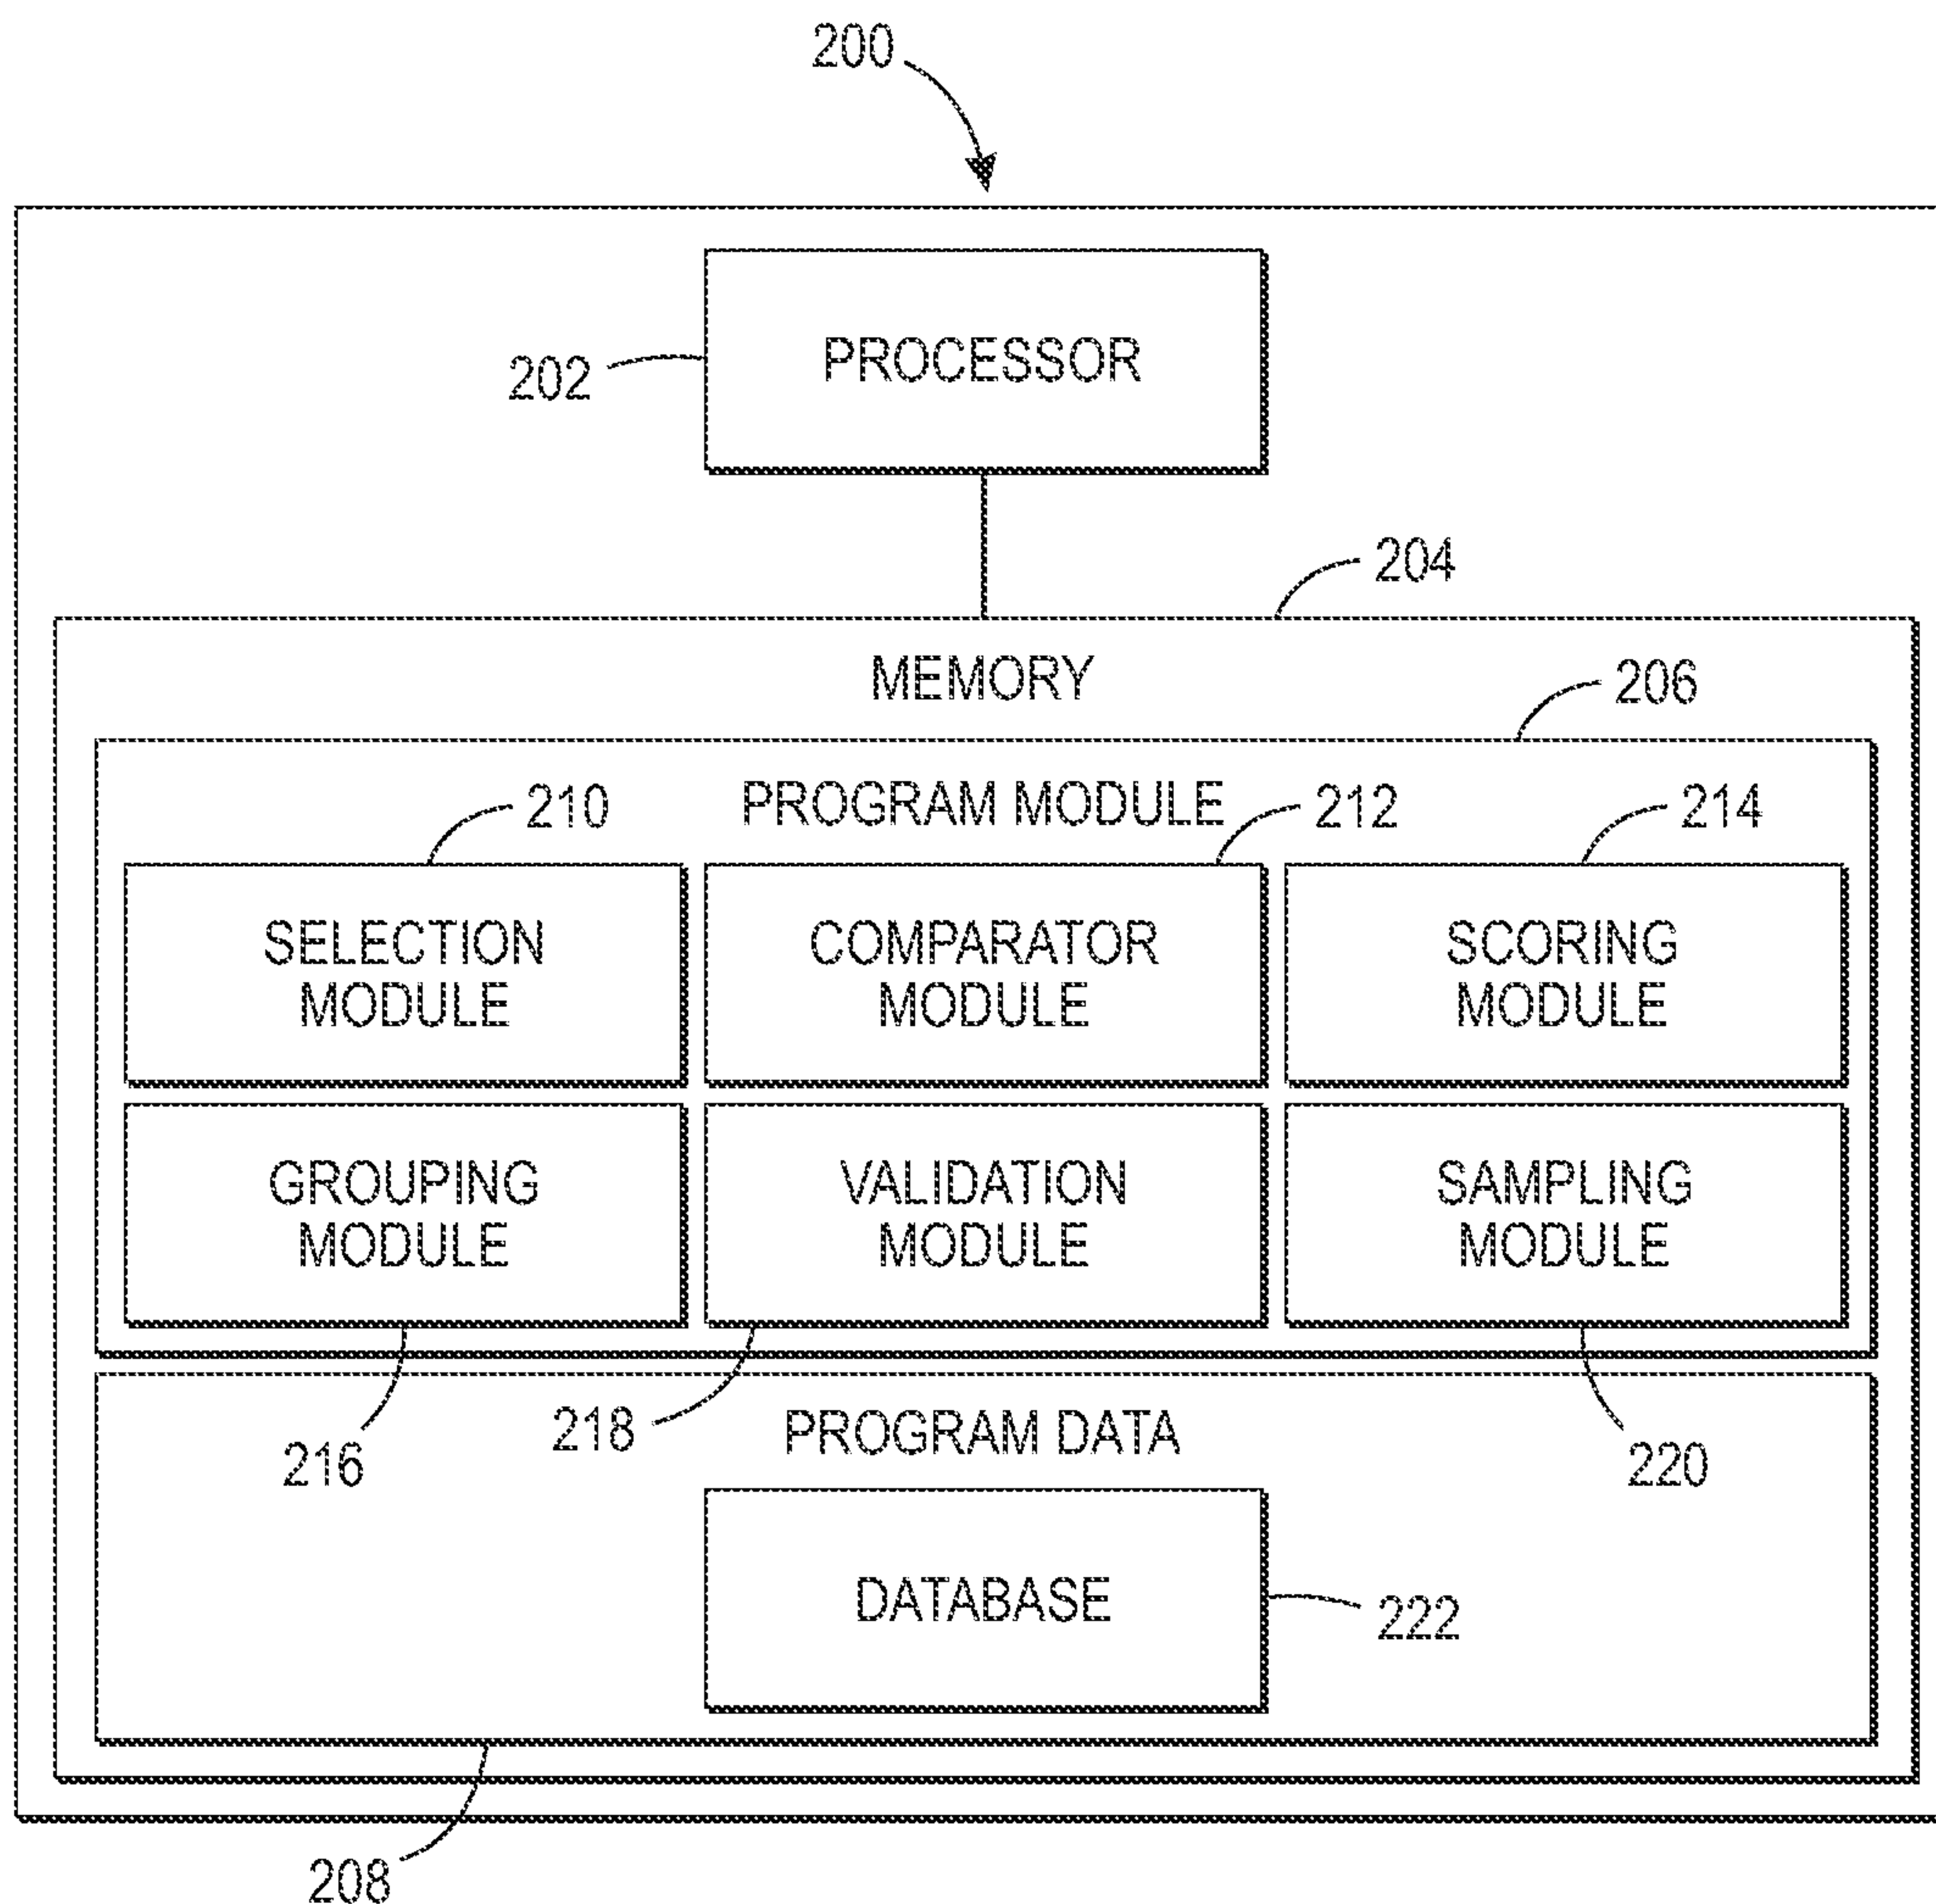 200
PROCESSOR
202
204
MEMORY
206
PROGRAM MODULE
210
212
214
SELECTION
MODULE
COMPARATOR
MODULE
SCORING
MODULE
GROUPING
MODULE
VALIDATION
MODULE
SAMPLING
MODULE
216
218
PROGRAM DATA
220
DATABASE
222
208